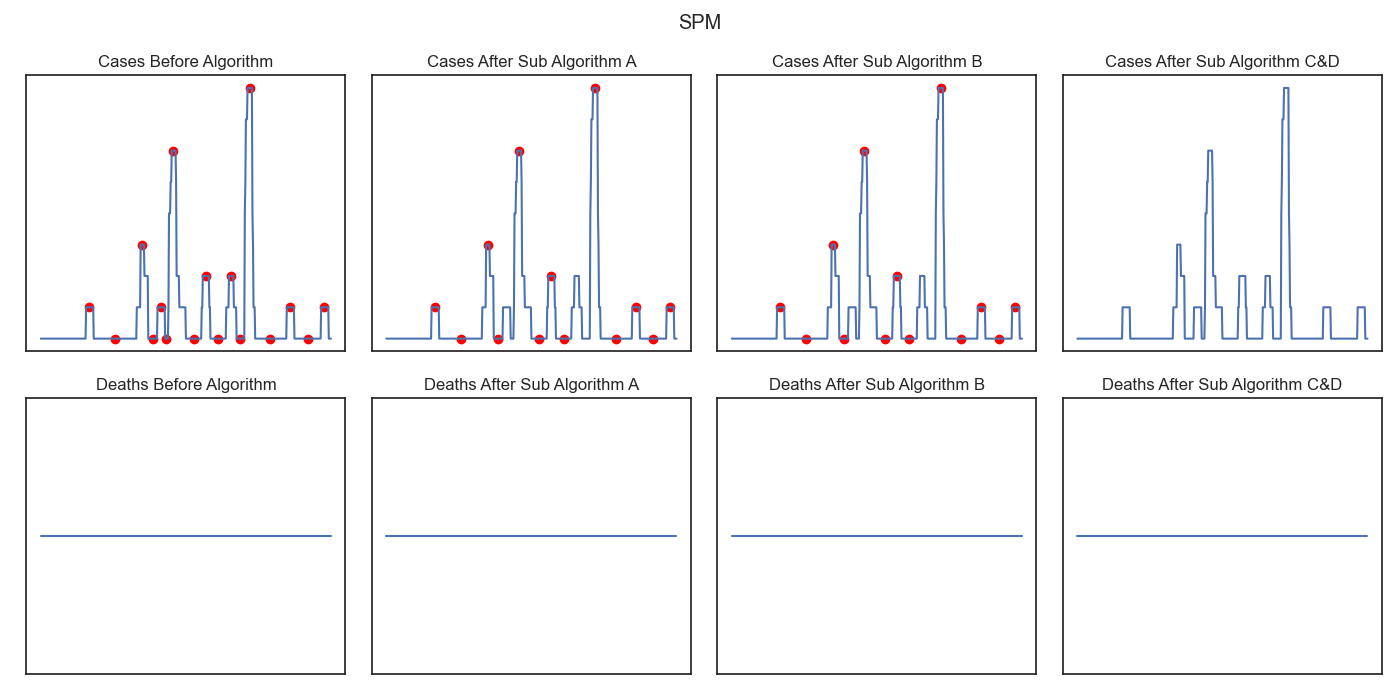 SPM
Cases Before Algorithm
Cases After Sub Algorithm A
Cases After Sub Algorithm B
Cases After Sub Algorithm C&D
Deaths Before Algorithm
Deaths After Sub Algorithm A
Deaths After Sub Algorithm B
Deaths After Sub Algorithm C&D